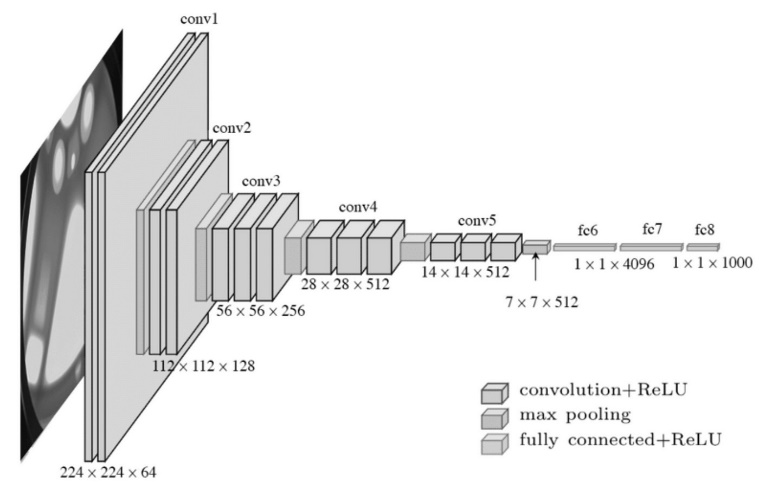 conv1
conv2
conv3
conv4
conv5
fc6
fc7
fc8
1 × 1 × 4096
1 × 1 × 1000
14 × 14 × 512
28 × 28 × 512
7 × 7 × 512
56 × 56 × 256
112 × 112 × 128
224 × 224 × 64
convolution+ReLU
max pooling
fully connected+ReLU